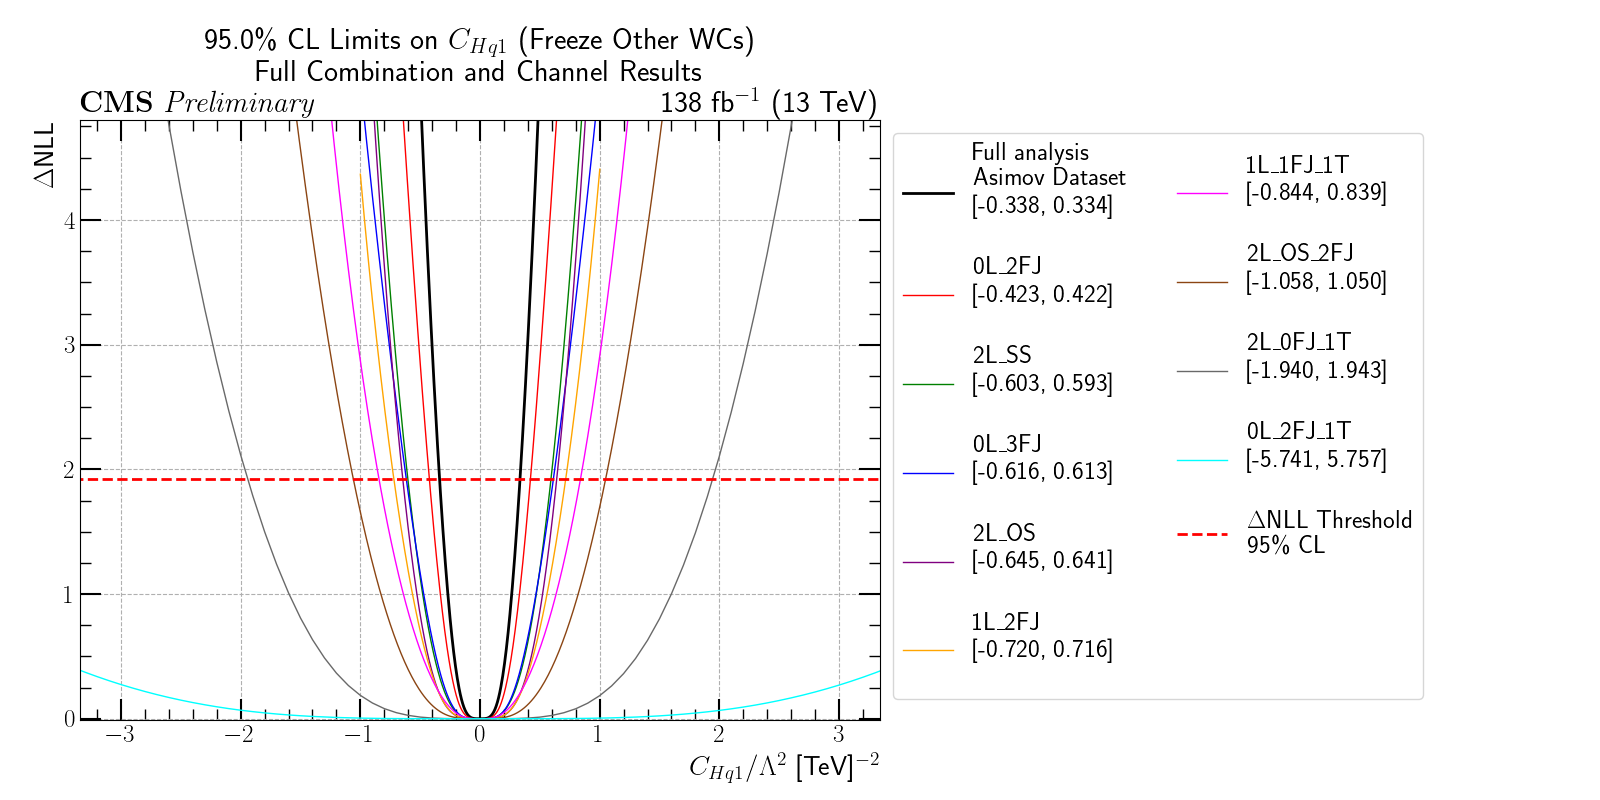 95.0% CL Limits on C_{Hq1} (Freeze Other WCs)
Full Combination and Channel Results
CMS Preliminary
138 fb^{-1} (13 TeV)
ΔNLL
4
3
2
1
0
−3
−2
−1
0
1
2
3
C_{Hq1}/Λ^2 [TeV]^{-2}
Full analysis
Asimov Dataset
[-0.338, 0.334]
0L_2FJ
[-0.423, 0.422]
2L_SS
[-0.603, 0.593]
0L_3FJ
[-0.616, 0.613]
2L_OS
[-0.645, 0.641]
1L_2FJ
[-0.720, 0.716]
1L_1FJ_1T
[-0.844, 0.839]
2L_OS_2FJ
[-1.058, 1.050]
2L_0FJ_1T
[-1.940, 1.943]
0L_2FJ_1T
[-5.741, 5.757]
ΔNLL Threshold
95% CL